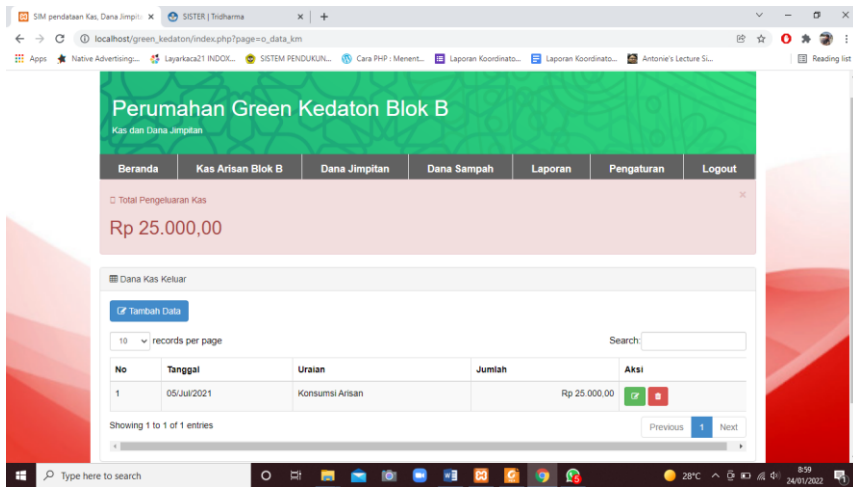 SIM pendataan Kas, Dana Jimpit
SISTER | Tridharma
localhost/green_kedaton/index.php?page=o_data_km
Apps Native Advertising:... Layarkaca21 INDOX... SISTEM PENDUKUN... Cara PHP : Menent... Laporan Koordinato... Laporan Koordinato... Antonie's Lecture Si... Reading list
Perumahan Green Kedaton Blok B
Kas dan Dana Jimpitan
Beranda Kas Arisan Blok B Dana Jimpitan Dana Sampah Laporan Pengaturan Logout
Total Pengeluaran Kas
Rp 25.000,00
Dana Kas Keluar
Tambah Data
10 records per page Search:
No Tanggal Uraian Jumlah Aksi
1 05/Jul/2021 Konsumsi Arisan Rp 25.000,00
Showing 1 to 1 of 1 entries Previous 1 Next
Type here to search 28°C 8:59
24/01/2022